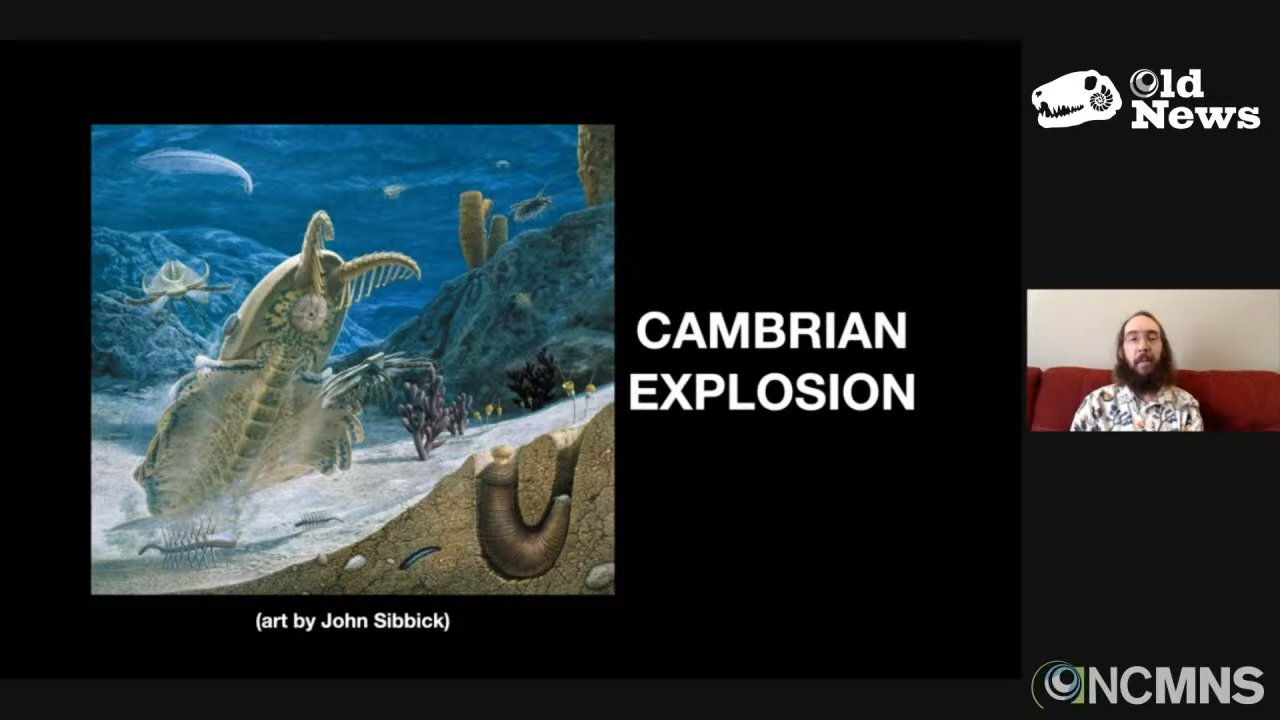 CAMBRIAN
EXPLOSION
(art by John Sibbick)
Old
News
NCMNS